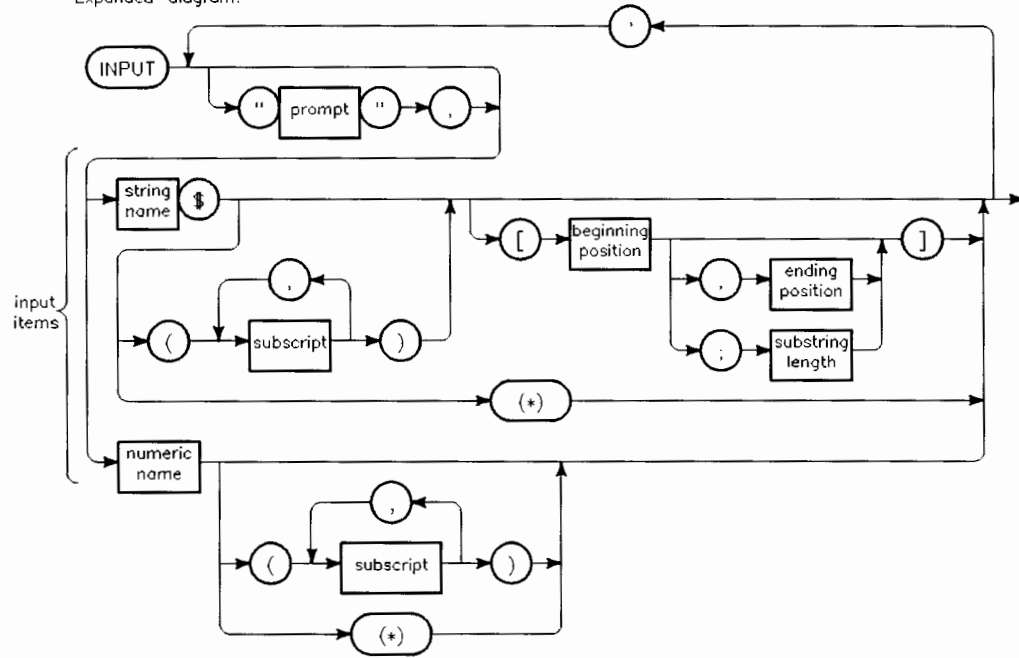 Expanded diagram:
,
INPUT
" prompt " ,
string name $
[ beginning position ]
, ending position
; substring length
input items
,
( subscript )
(*)
numeric name
,
( subscript )
(*)